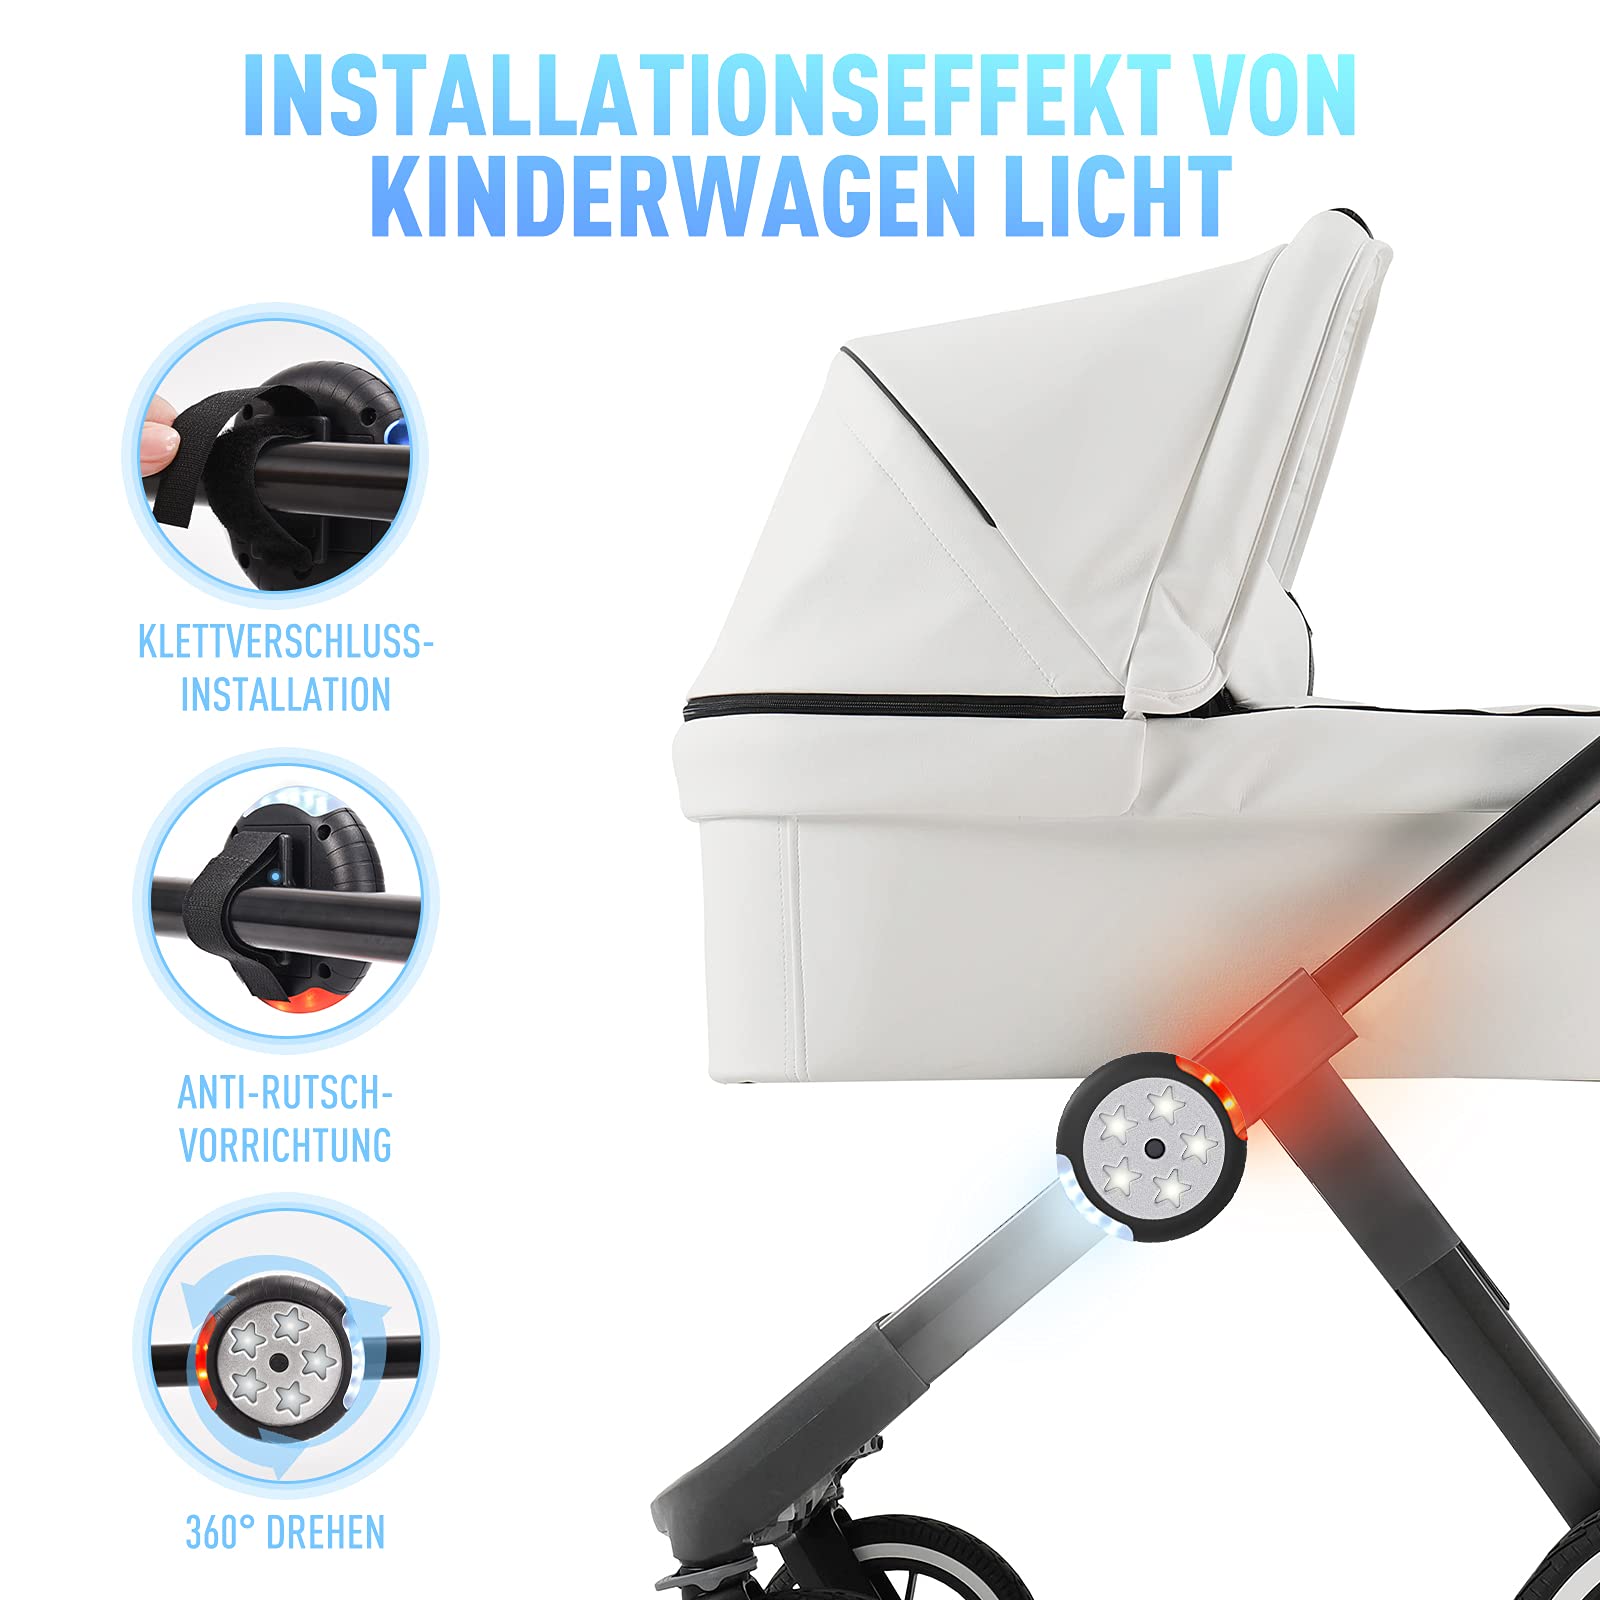 INSTALLATIONSEFFEKT VON
KINDERWAGEN LICHT
KLETTVERSCHLUSS-
INSTALLATION
ANTI-RUTSCH-
VORRICHTUNG
360° DREHEN